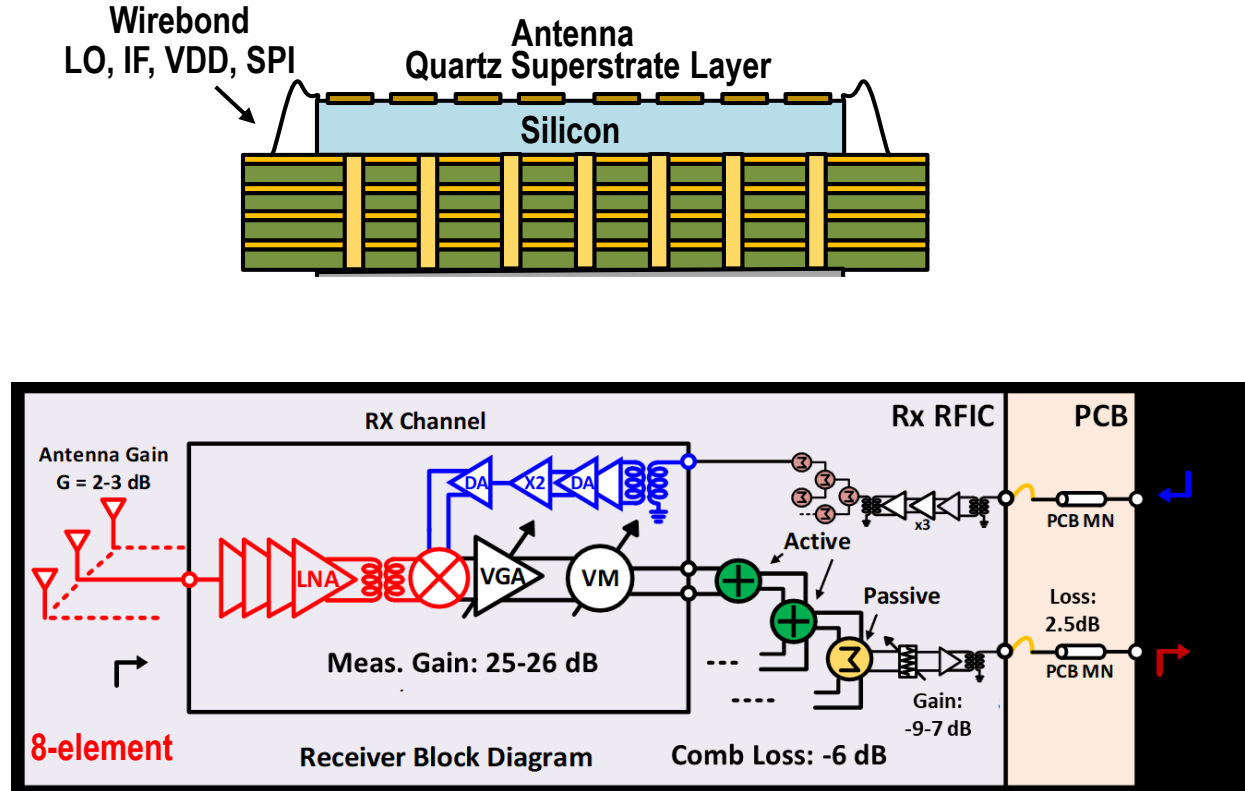 Wirebond
LO, IF, VDD, SPI
Antenna
Quartz Superstrate Layer
Silicon
RX Channel
Rx RFIC
PCB
Antenna Gain
G = 2-3 dB
DA
X2
DA
Σ
Σ
Σ
Σ
Σ
x3
PCB MN
LNA
VGA
VM
Active
Passive
Σ
Loss:
2.5dB
PCB MN
Meas. Gain: 25-26 dB
Gain:
-9-7 dB
8-element
Receiver Block Diagram
Comb Loss: -6 dB